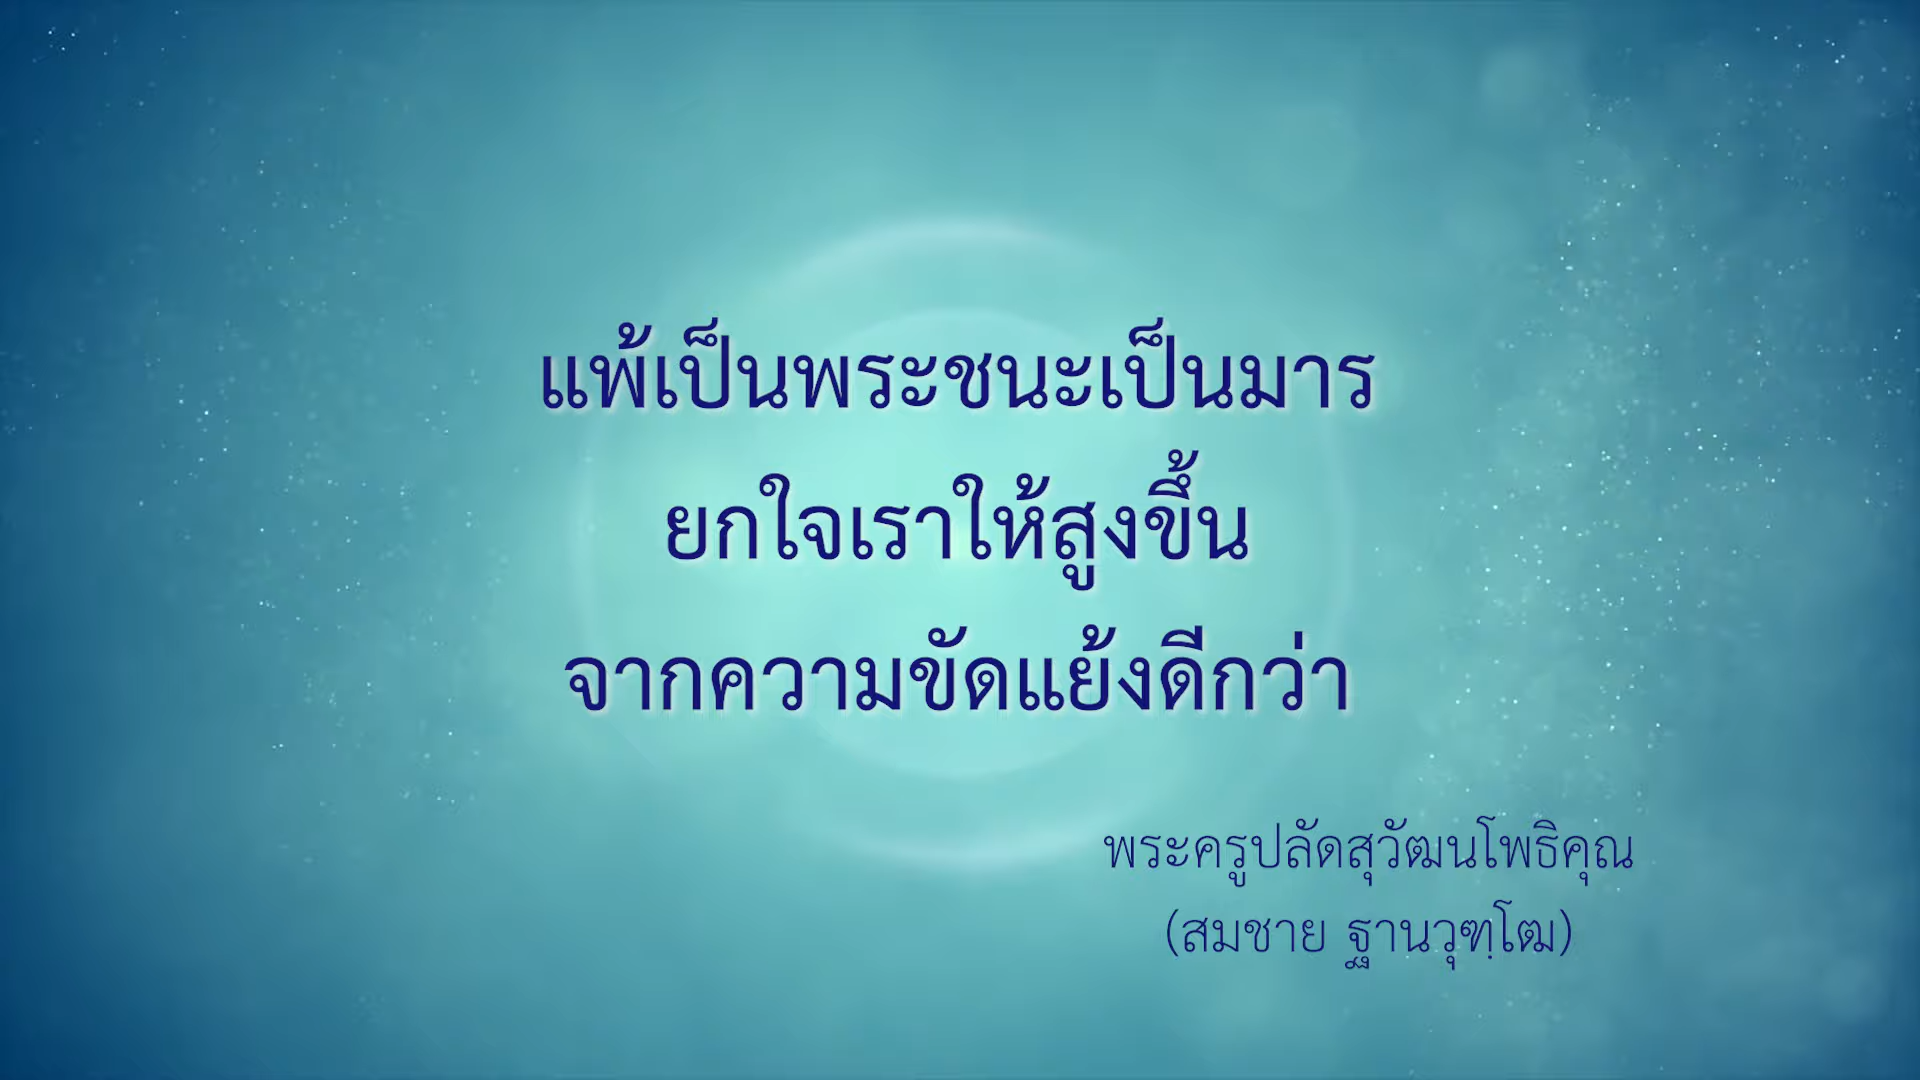 แพ้เป็นพระชนะเป็นมาร
ยกใจเราให้สูงขึ้น
จากความขัดแย้งดีกว่า
พระครูปลัดสุวัฒนโพธิคุณ
(สมชาย ฐานวุฑฺโฒ)